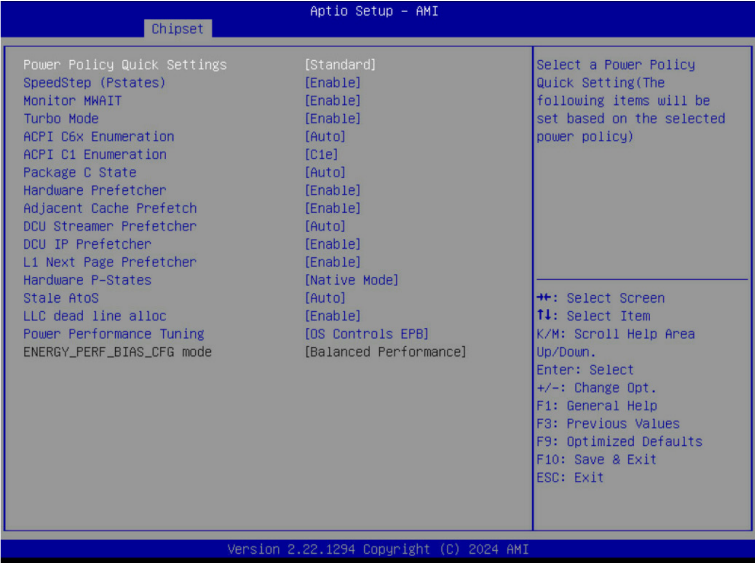 Aptio Setup – AMI
Chipset
Power Policy Quick Settings [Standard]
SpeedStep (Pstates) [Enable]
Monitor MWAIT [Enable]
Turbo Mode [Enable]
ACPI C6x Enumeration [Auto]
ACPI C1 Enumeration [C1e]
Package C State [Auto]
Hardware Prefetcher [Enable]
Adjacent Cache Prefetch [Enable]
DCU Streamer Prefetcher [Auto]
DCU IP Prefetcher [Enable]
L1 Next Page Prefetcher [Enable]
Hardware P-States [Native Mode]
Stale AtoS [Auto]
LLC dead line alloc [Enable]
Power Performance Tuning [OS Controls EPB]
ENERGY_PERF_BIAS_CFG mode [Balanced Performance]
Select a Power Policy
Quick Setting(The
following items will be
set based on the selected
power policy)
→←: Select Screen
↑↓: Select Item
K/M: Scroll Help Area
Up/Down.
Enter: Select
+/-: Change Opt.
F1: General Help
F3: Previous Values
F9: Optimized Defaults
F10: Save & Exit
ESC: Exit
Version 2.22.1294 Copyright (C) 2024 AMI